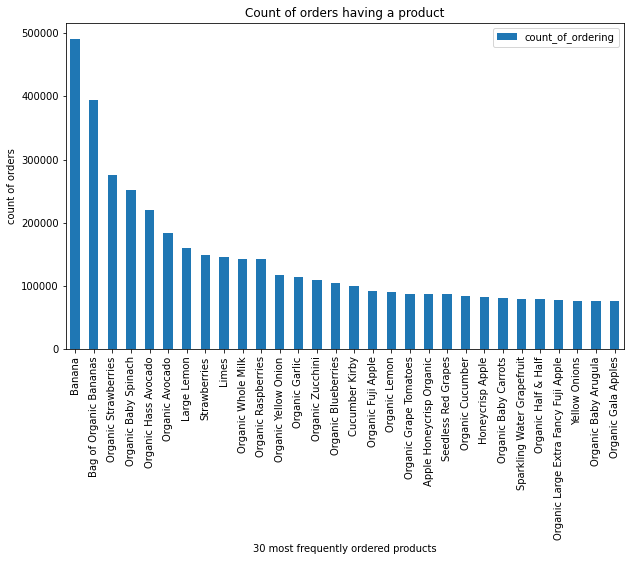 Count of orders having a product
count_of_ordering
count of orders
500000
400000
300000
200000
100000
0
Banana
Bag of Organic Bananas
Organic Strawberries
Organic Baby Spinach
Organic Hass Avocado
Organic Avocado
Large Lemon
Strawberries
Limes
Organic Whole Milk
Organic Raspberries
Organic Yellow Onion
Organic Garlic
Organic Zucchini
Organic Blueberries
Cucumber Kirby
Organic Fuji Apple
Organic Lemon
Organic Grape Tomatoes
Apple Honeycrisp Organic
Seedless Red Grapes
Organic Cucumber
Honeycrisp Apple
Organic Baby Carrots
Sparkling Water Grapefruit
Organic Half & Half
Organic Large Extra Fancy Fuji Apple
Yellow Onions
Organic Baby Arugula
Organic Gala Apples
30 most frequently ordered products